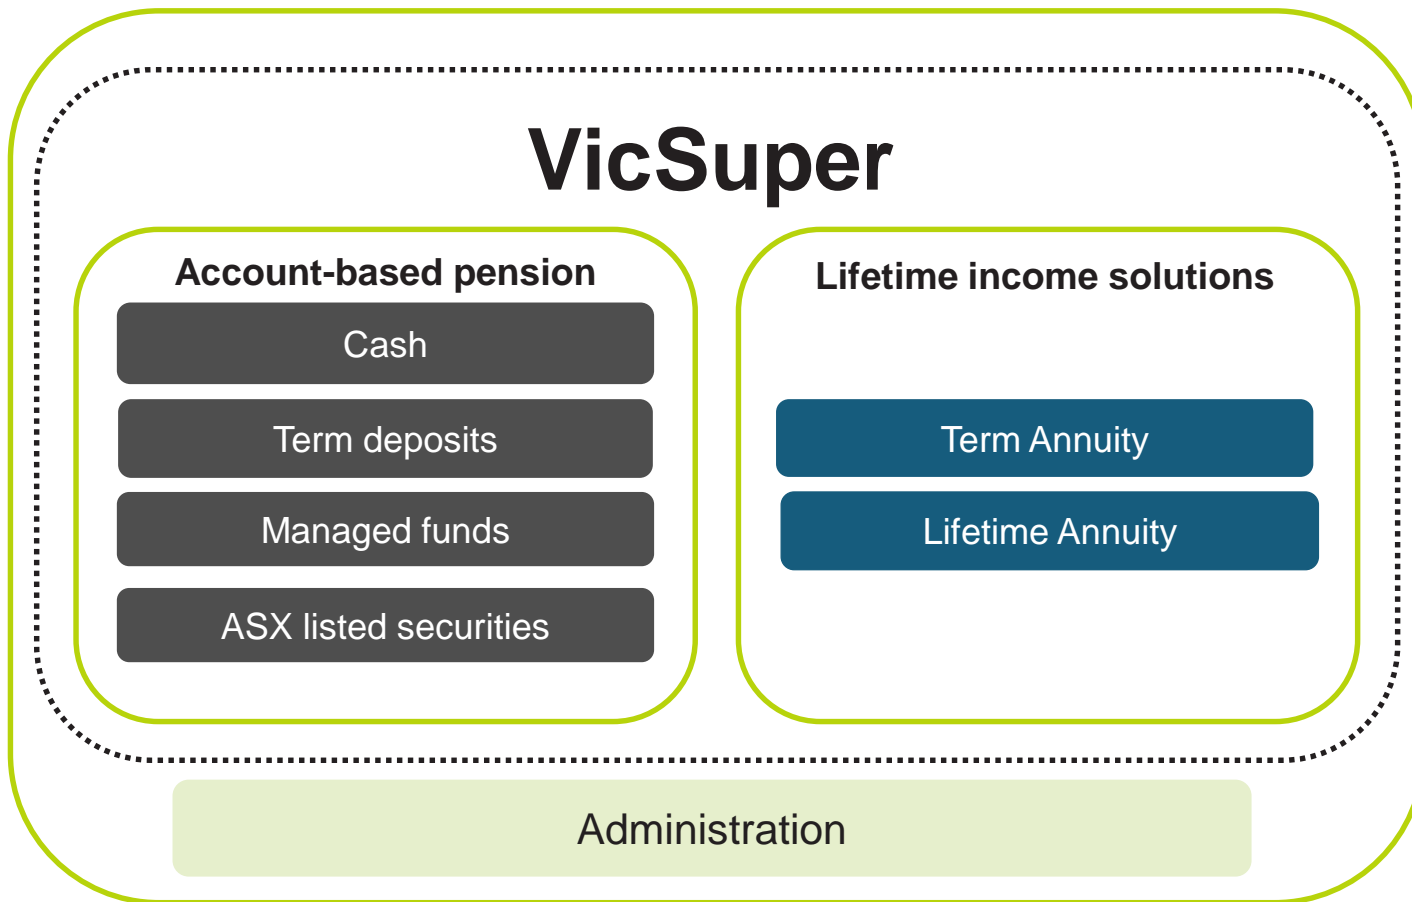 VicSuper
Account-based pension
Cash
Term deposits
Managed funds
ASX listed securities
Lifetime income solutions
Term Annuity
Lifetime Annuity
Administration